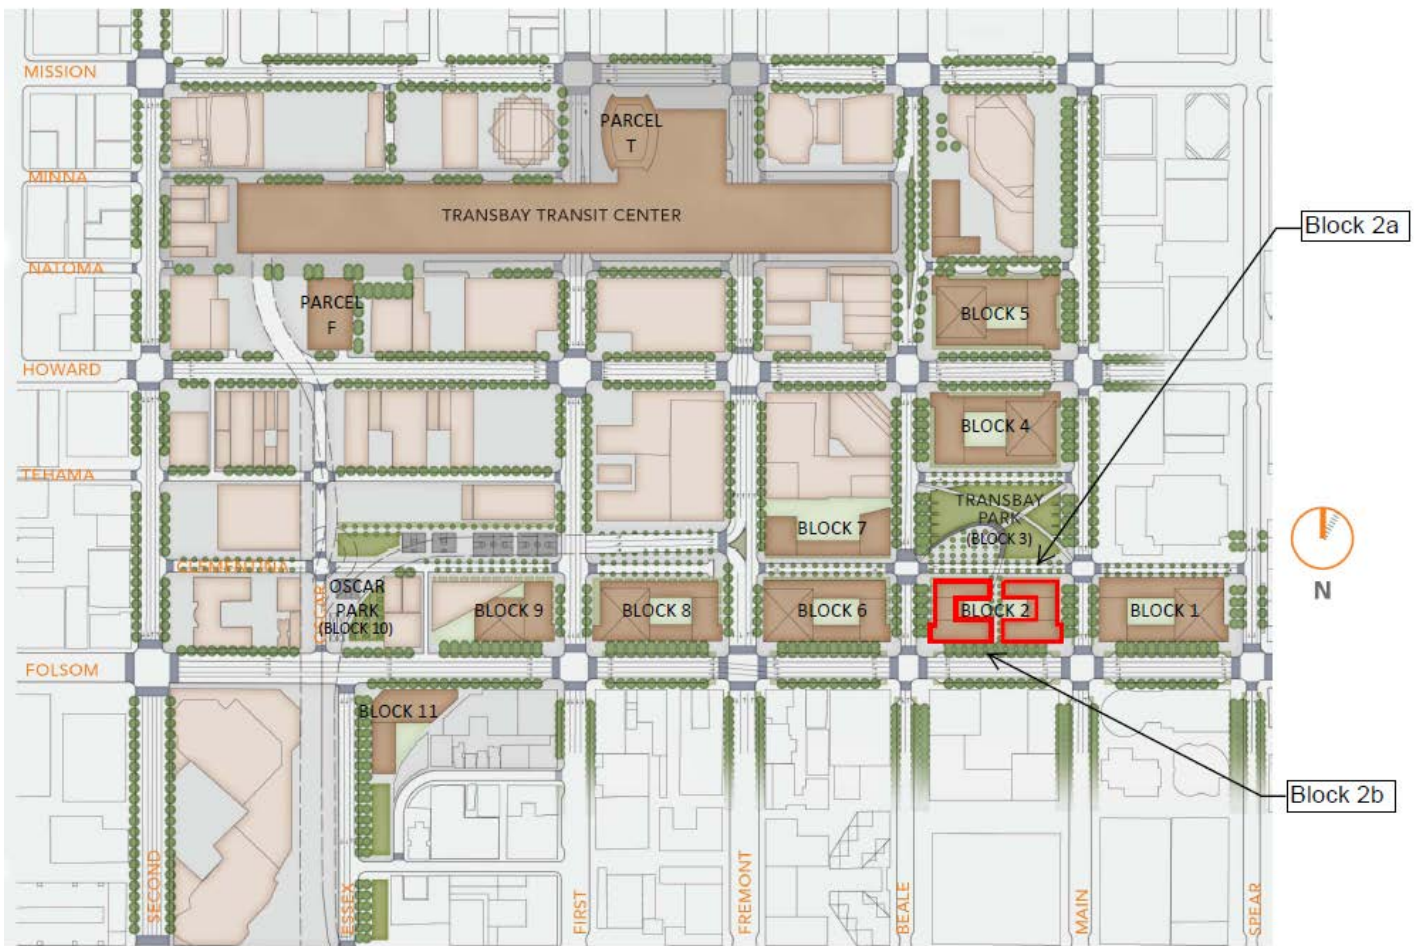 MISSION
PARCEL
T
MINNA
TRANSBAY TRANSIT CENTER
Block 2a
NATOMA
PARCEL
F
BLOCK 5
HOWARD
BLOCK 4
TEHAMA
TRANSBAY
PARK
(BLOCK 3)
BLOCK 7
CLEMENTINA
OSCAR
PARK
(BLOCK 10)
OSCAR
BLOCK 9
BLOCK 8
BLOCK 6
BLOCK 2
BLOCK 1
N
FOLSOM
BLOCK 11
Block 2b
SECOND
ESSEX
FIRST
FREMONT
BEALE
MAIN
SPEAR